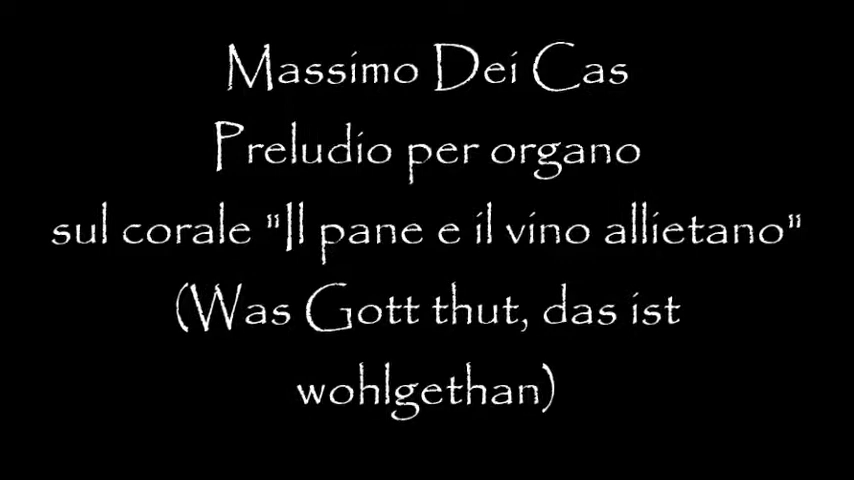 Massimo Dei Cas
Preludio per organo
sul corale "Il pane e il vino allietano"
(Was Gott thut, das ist
wohlgethan)